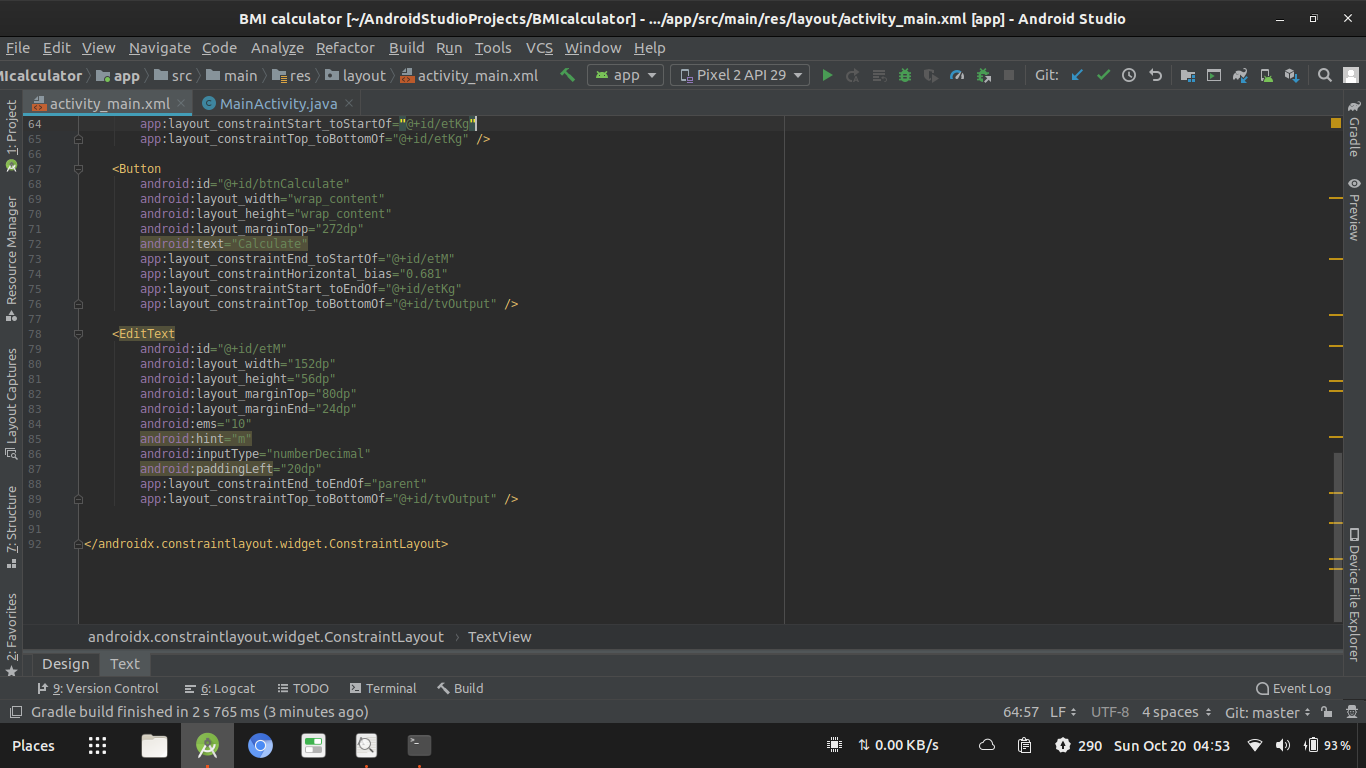 BMI calculator [~/AndroidStudioProjects/BMIcalculator] - .../app/src/main/res/layout/activity_main.xml [app] - Android Studio
File Edit View Navigate Code Analyze Refactor Build Run Tools VCS Window Help
MIcalculator app src main res layout activity_main.xml app Pixel 2 API 29 Git:
activity_main.xml MainActivity.java
64 app:layout_constraintStart_toStartOf="@+id/etKg"
65 app:layout_constraintTop_toBottomOf="@+id/etKg" />
66
67 <Button
68 android:id="@+id/btnCalculate"
69 android:layout_width="wrap_content"
70 android:layout_height="wrap_content"
71 android:layout_marginTop="272dp"
72 android:text="Calculate"
73 app:layout_constraintEnd_toStartOf="@+id/etM"
74 app:layout_constraintHorizontal_bias="0.681"
75 app:layout_constraintStart_toEndOf="@+id/etKg"
76 app:layout_constraintTop_toBottomOf="@+id/tvOutput" />
77
78 <EditText
79 android:id="@+id/etM"
80 android:layout_width="152dp"
81 android:layout_height="56dp"
82 android:layout_marginTop="80dp"
83 android:layout_marginEnd="24dp"
84 android:ems="10"
85 android:hint="m"
86 android:inputType="numberDecimal"
87 android:paddingLeft="20dp"
88 app:layout_constraintEnd_toEndOf="parent"
89 app:layout_constraintTop_toBottomOf="@+id/tvOutput" />
90
91
92 </androidx.constraintlayout.widget.ConstraintLayout>
1: Project
Resource Manager
Layout Captures
7: Structure
2: Favorites
Gradle
Preview
Device File Explorer
androidx.constraintlayout.widget.ConstraintLayout › TextView
Design Text
9: Version Control 6: Logcat TODO Terminal Build Event Log
Gradle build finished in 2 s 765 ms (3 minutes ago) 64:57 LF UTF-8 4 spaces Git: master
Places 0.00 KB/s 290 Sun Oct 20 04:53 93 %